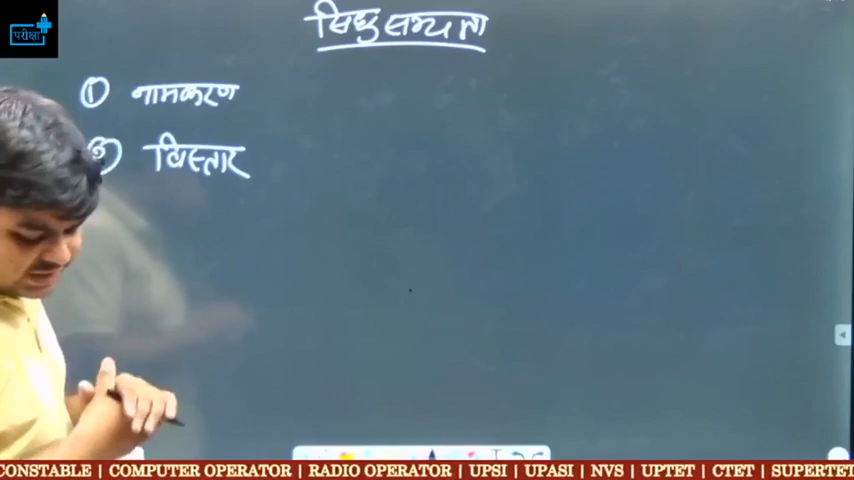 परीक्षा
सिंधु सभ्यता
① नामकरण
② विस्तार
CONSTABLE | COMPUTER OPERATOR | RADIO OPERATOR | UPSI | UPASI | NVS | UPTET | CTET | SUPERTET